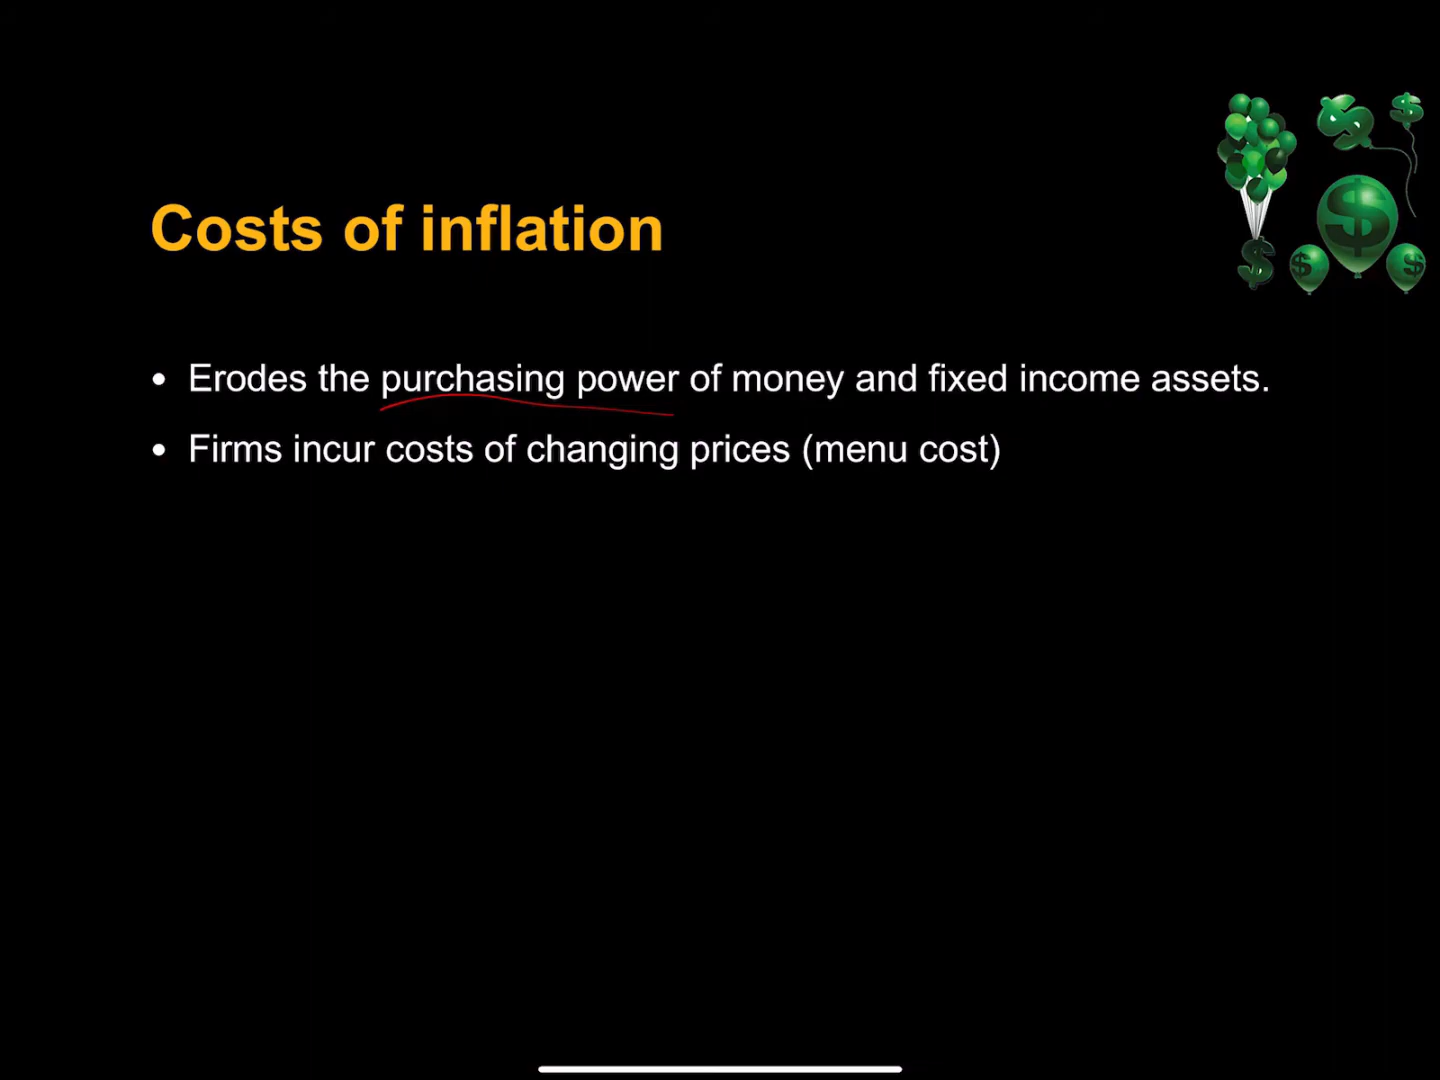 Costs of inflation
• Erodes the purchasing power of money and fixed income assets.
• Firms incur costs of changing prices (menu cost)